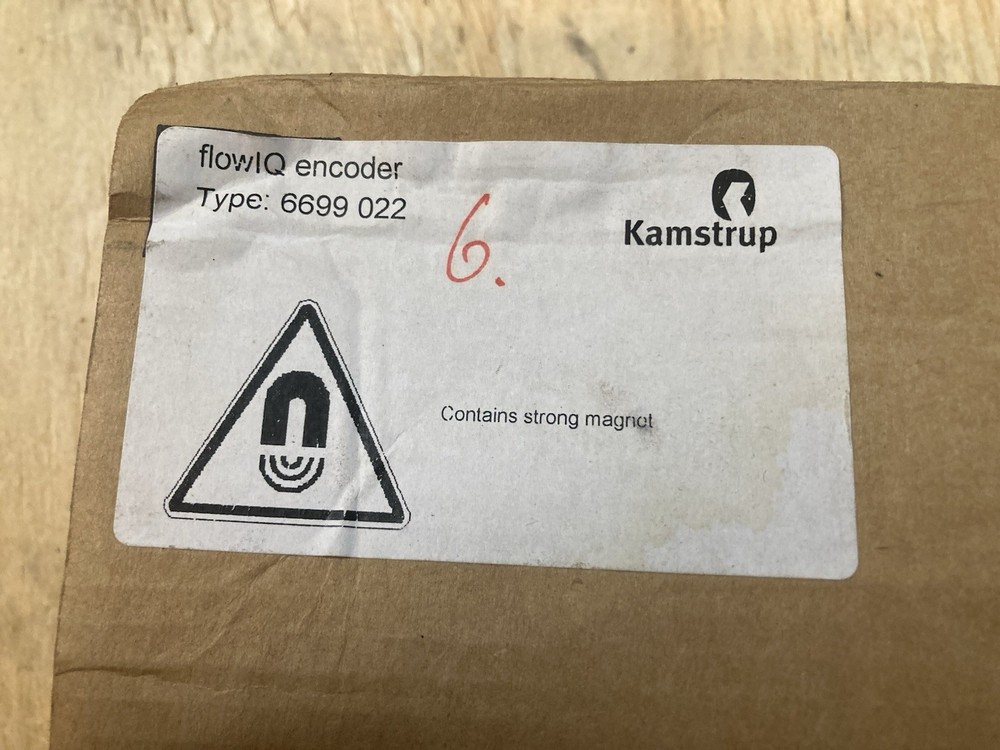 flowIQ encoder
Type: 6699 022
6.
Kamstrup
Contains strong magnet